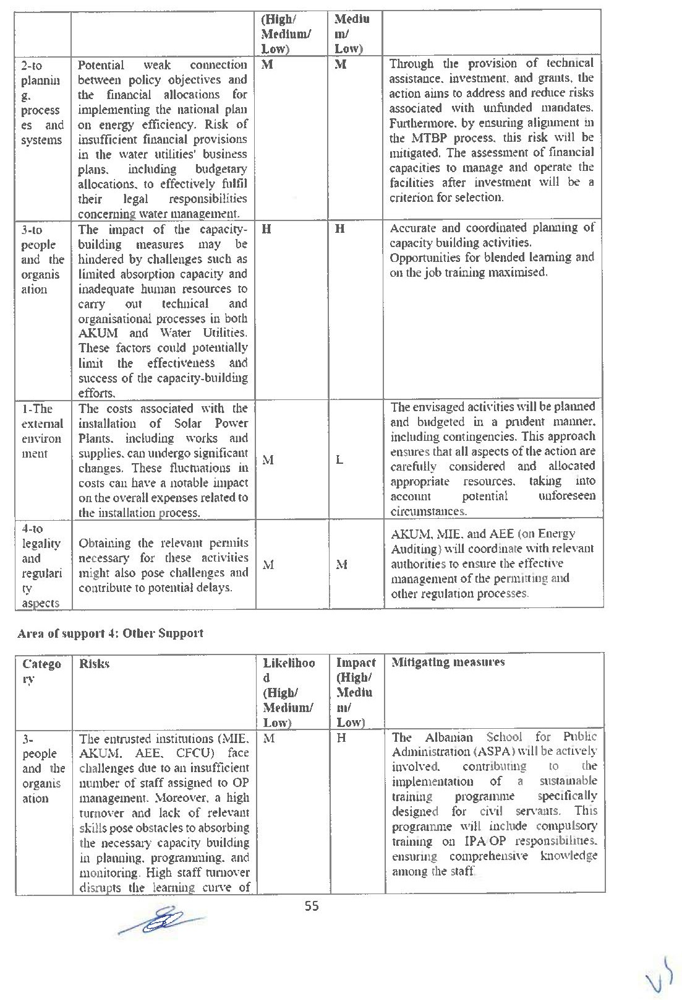 (High/
Medium/
Low)
Mediu
m/
Low)
2-to
plannin
g,
process
es and
systems
Potential weak connection
between policy objectives and
the financial allocations for
implementing the national plan
on energy efficiency. Risk of
insufficient financial provisions
in the water utilities' business
plans, including budgetary
allocations, to effectively fulfil
their legal responsibilities
concerning water management.
M
M
Through the provision of technical
assistance, investment, and grants, the
action aims to address and reduce risks
associated with unfunded mandates.
Furthermore, by ensuring alignment in
the MTBP process, this risk will be
mitigated. The assessment of financial
capacities to manage and operate the
facilities after investment will be a
criterion for selection.
3-to
people
and the
organis
ation
The impact of the capacity-
building measures may be
hindered by challenges such as
limited absorption capacity and
inadequate human resources to
carry out technical and
organisational processes in both
AKUM and Water Utilities.
These factors could potentially
limit the effectiveness and
success of the capacity-building
efforts.
H
H
Accurate and coordinated planning of
capacity building activities.
Opportunities for blended learning and
on the job training maximised.
1-The
external
environ
ment
The costs associated with the
installation of Solar Power
Plants, including works and
supplies, can undergo significant
changes. These fluctuations in
costs can have a notable impact
on the overall expenses related to
the installation process.
M
L
The envisaged activities will be planned
and budgeted in a prudent manner,
including contingencies. This approach
ensures that all aspects of the action are
carefully considered and allocated
appropriate resources, taking into
account potential unforeseen
circumstances.
4-to
legality
and
regulari
ty
aspects
Obtaining the relevant permits
necessary for these activities
might also pose challenges and
contribute to potential delays.
M
M
AKUM, MIE, and AEE (on Energy
Auditing) will coordinate with relevant
authorities to ensure the effective
management of the permitting and
other regulation processes.
Area of support 4: Other Support
Catego
ry
Risks
Likelihoo
d
(High/
Medium/
Low)
Impact
(High/
Mediu
m/
Low)
Mitigating measures
3-
people
and the
organis
ation
The entrusted institutions (MIE,
AKUM, AEE, CFCU) face
challenges due to an insufficient
number of staff assigned to OP
management. Moreover, a high
turnover and lack of relevant
skills pose obstacles to absorbing
the necessary capacity building
in planning, programming, and
monitoring. High staff turnover
disrupts the learning curve of
M
H
The Albanian School for Public
Administration (ASPA) will be actively
involved, contributing to the
implementation of a sustainable
training programme specifically
designed for civil servants. This
programme will include compulsory
training on IPA OP responsibilities,
ensuring comprehensive knowledge
among the staff
55